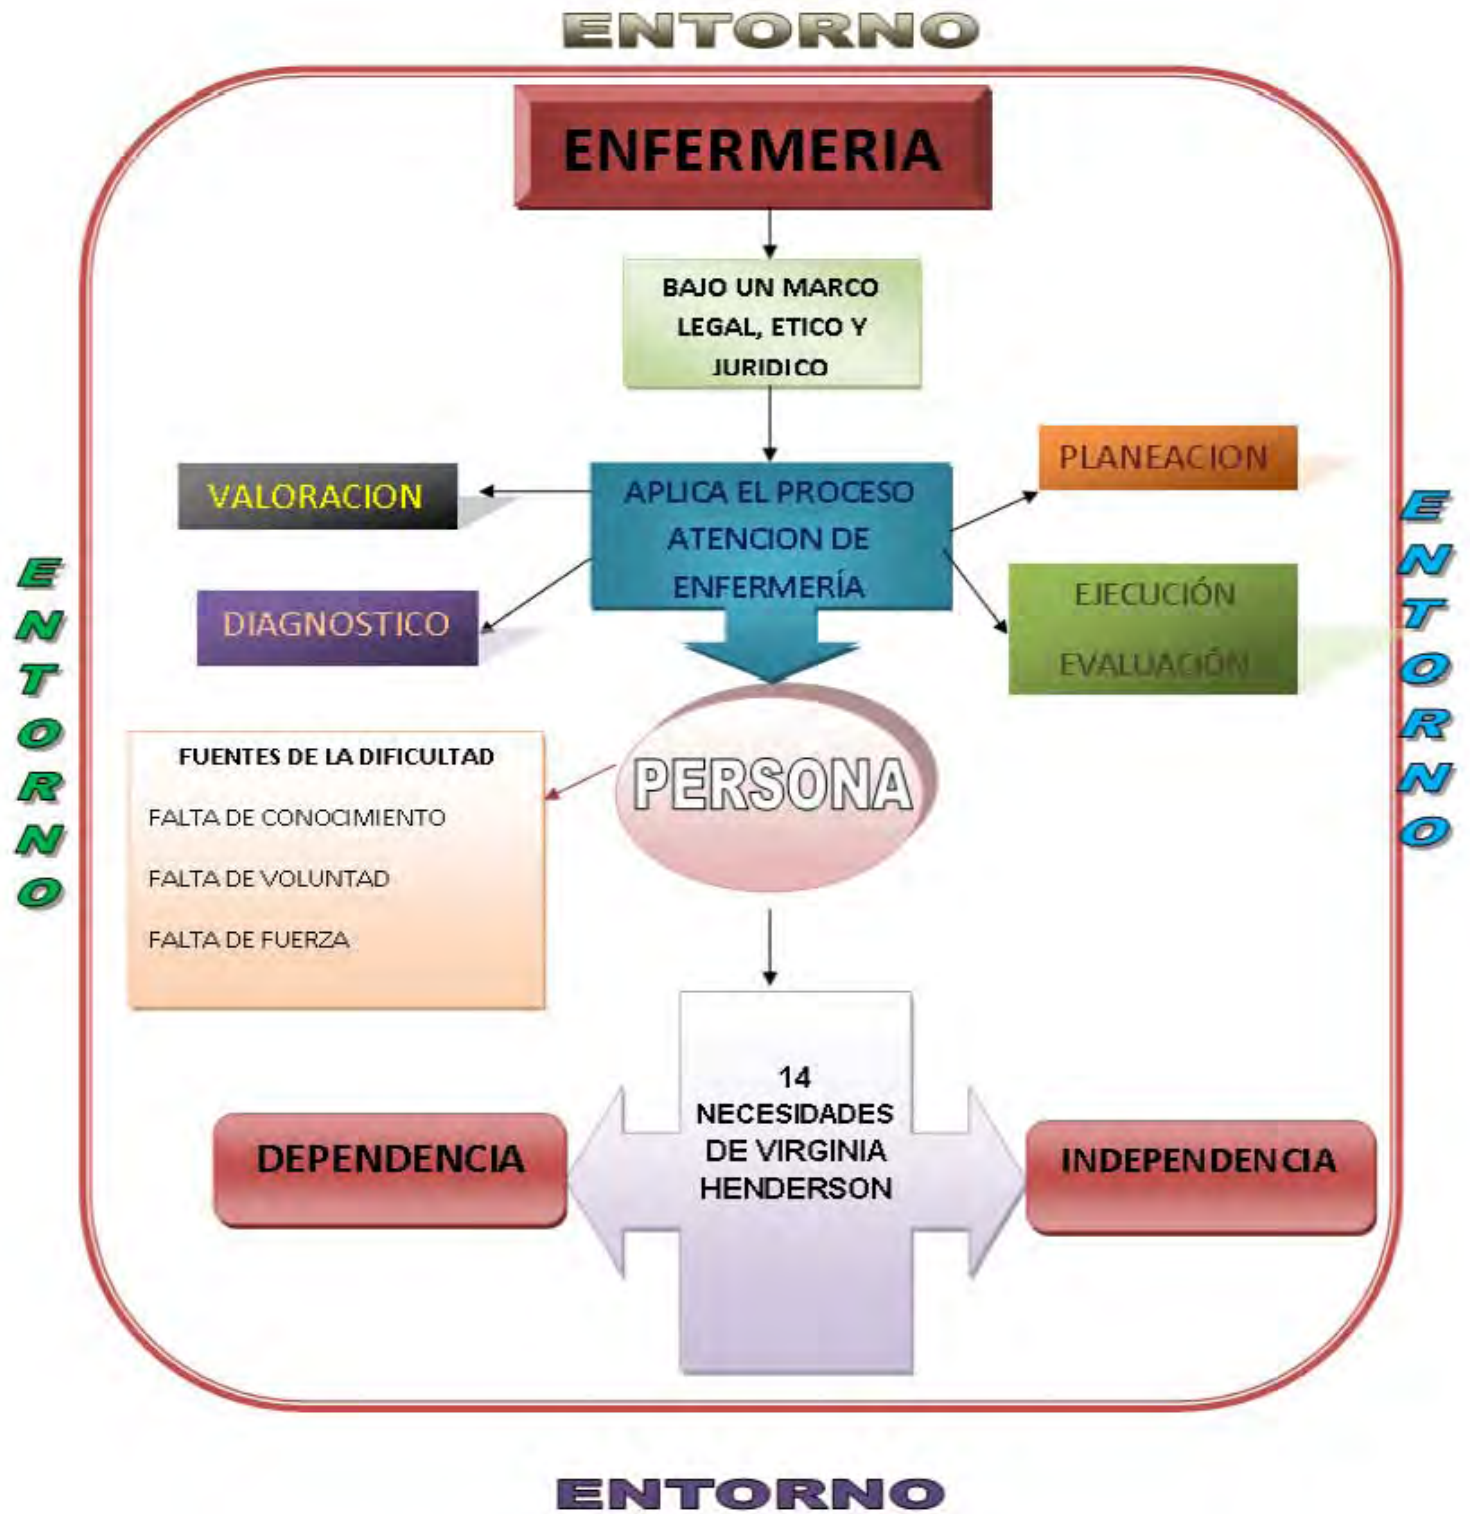 ENTORNO
ENFERMERIA
BAJO UN MARCO
LEGAL, ETICO Y
JURIDICO
VALORACION
DIAGNOSTICO
APLICA EL PROCESO
ATENCION DE
ENFERMERÍA
PLANEACION
EJECUCIÓN
EVALUACIÓN
ENTORNO
ENTORNO
PERSONA
FUENTES DE LA DIFICULTAD
FALTA DE CONOCIMIENTO
FALTA DE VOLUNTAD
FALTA DE FUERZA
14
NECESIDADES
DE VIRGINIA
HENDERSON
DEPENDENCIA
INDEPENDENCIA
ENTORNO